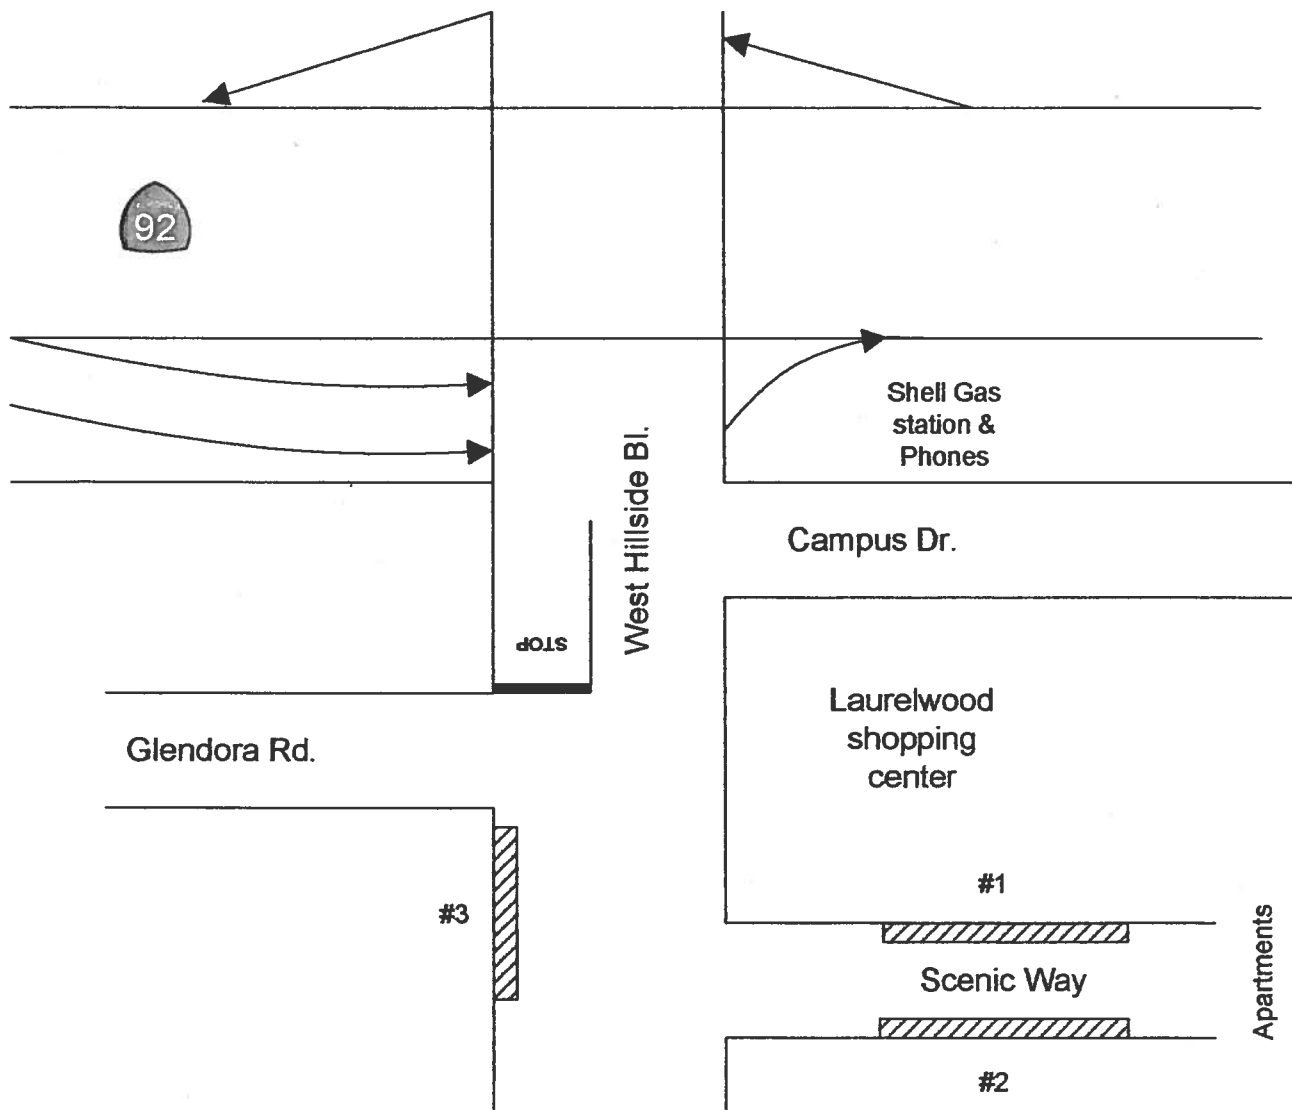 92
Shell Gas
station &
Phones
West Hillside Bl.
Campus Dr.
STOP
Laurelwood
shopping
center
Glendora Rd.
#1
#3
Scenic Way
Apartments
#2